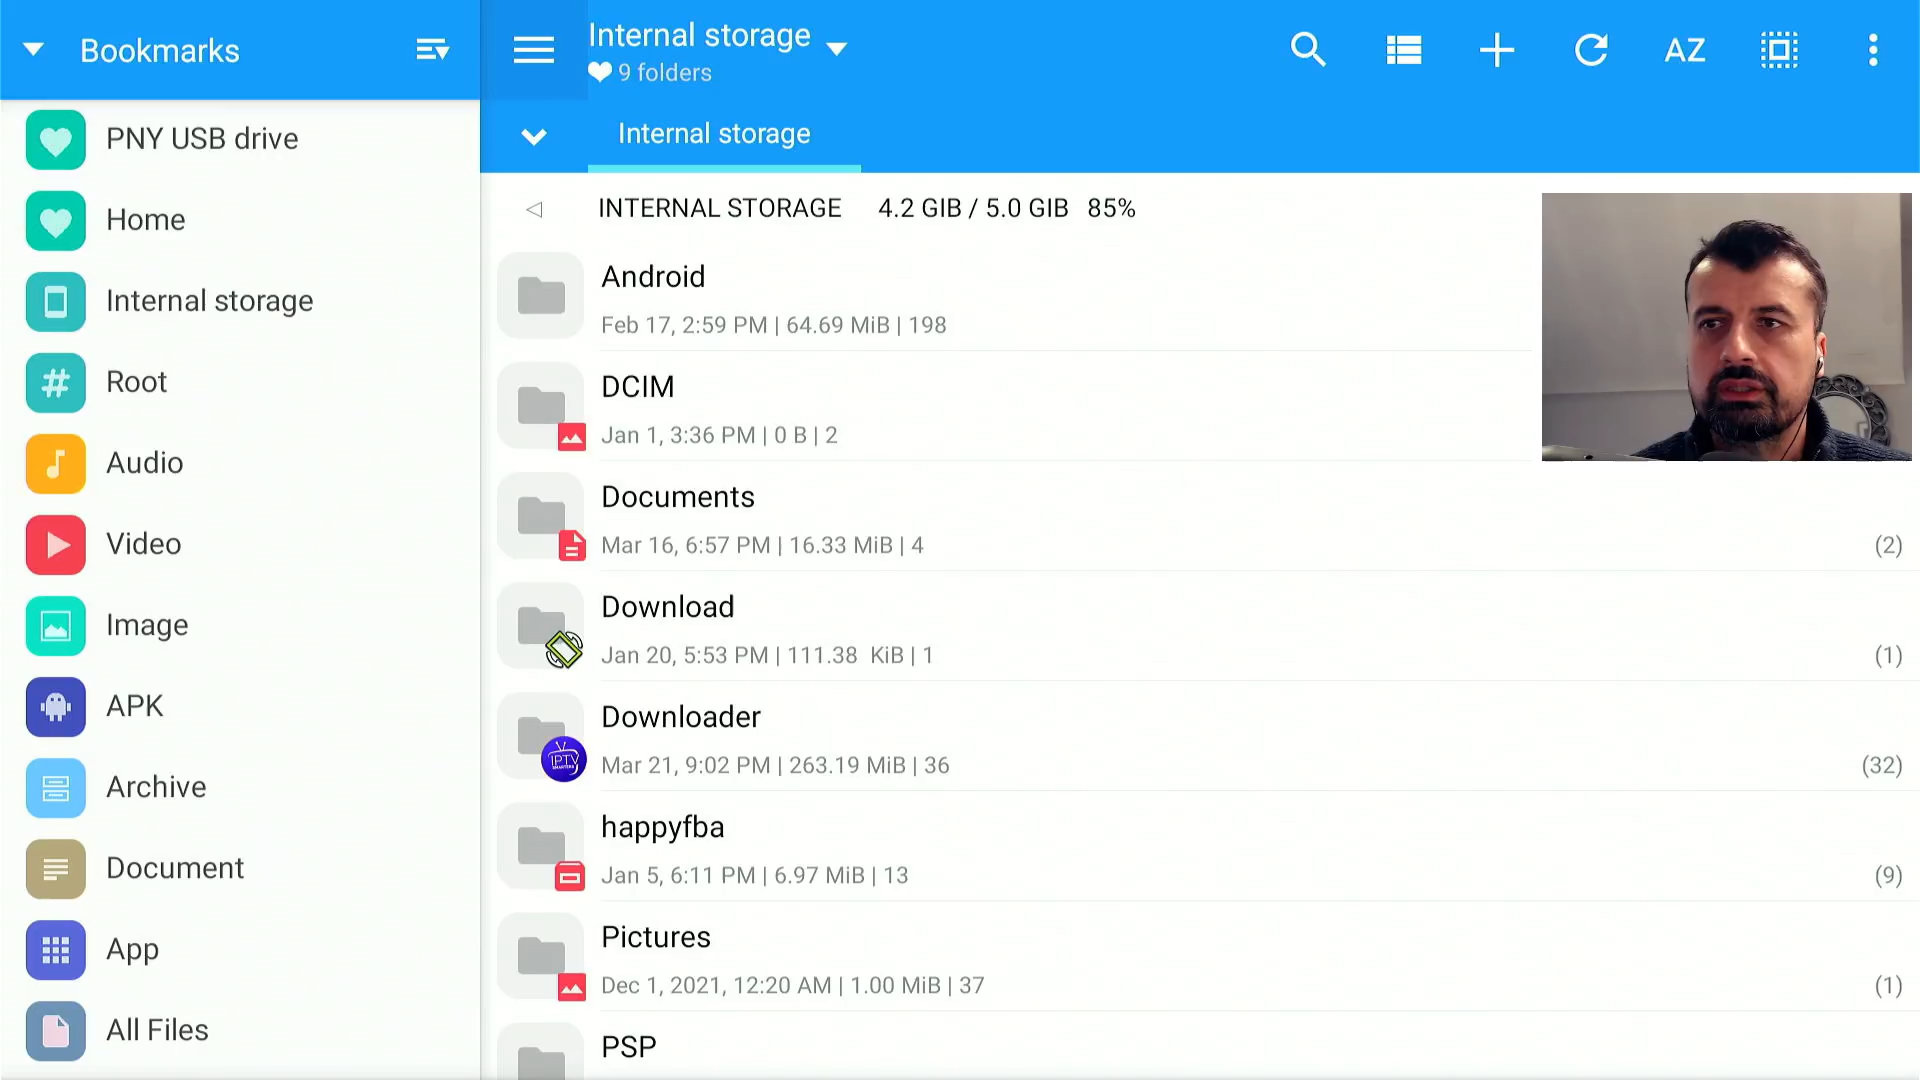 Bookmarks
PNY USB drive
Home
Internal storage
Root
Audio
Video
Image
APK
Archive
Document
App
All Files
Internal storage
9 folders
AZ
Internal storage
INTERNAL STORAGE 4.2 GIB / 5.0 GIB 85%
Android
Feb 17, 2:59 PM | 64.69 MiB | 198
DCIM
Jan 1, 3:36 PM | 0 B | 2
Documents
Mar 16, 6:57 PM | 16.33 MiB | 4 (2)
Download
Jan 20, 5:53 PM | 111.38 KiB | 1 (1)
Downloader
IPTV
SMARTERS
Mar 21, 9:02 PM | 263.19 MiB | 36 (32)
happyfba
Jan 5, 6:11 PM | 6.97 MiB | 13 (9)
Pictures
Dec 1, 2021, 12:20 AM | 1.00 MiB | 37 (1)
PSP